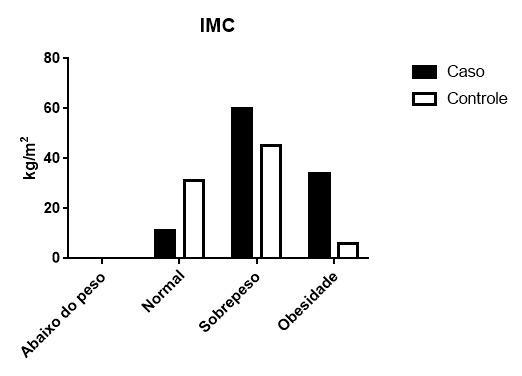 IMC
Caso
Controle
kg/m²
80
60
40
20
0
Abaixo do peso
Normal
Sobrepeso
Obesidade